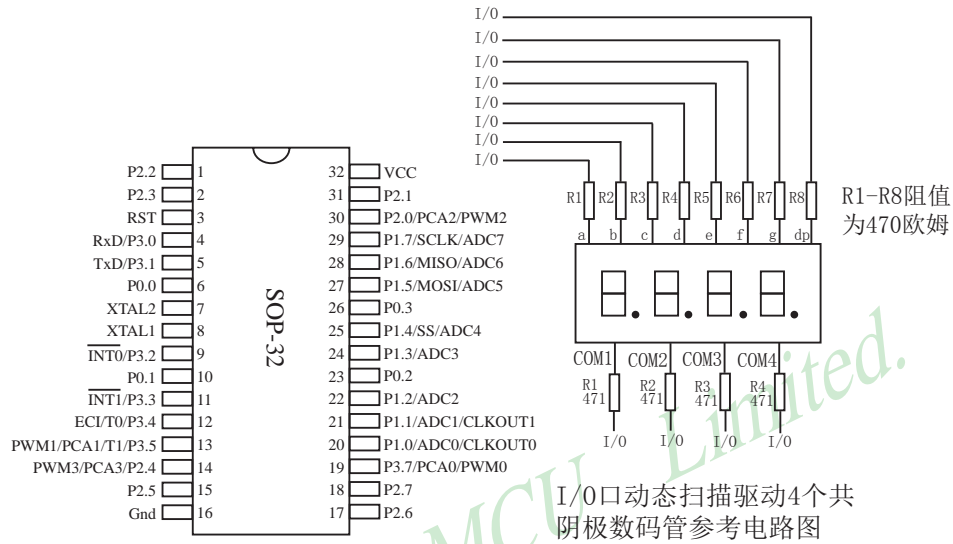 P2.2 1
P2.3 2
RST 3
RxD/P3.0 4
TxD/P3.1 5
P0.0 6
XTAL2 7
XTAL1 8
INT0/P3.2 9
P0.1 10
INT1/P3.3 11
ECI/T0/P3.4 12
PWM1/PCA1/T1/P3.5 13
PWM3/PCA3/P2.4 14
P2.5 15
Gnd 16
SOP-32
32 VCC
31 P2.1
30 P2.0/PCA2/PWM2
29 P1.7/SCLK/ADC7
28 P1.6/MISO/ADC6
27 P1.5/MOSI/ADC5
26 P0.3
25 P1.4/SS/ADC4
24 P1.3/ADC3
23 P0.2
22 P1.2/ADC2
21 P1.1/ADC1/CLKOUT1
20 P1.0/ADC0/CLKOUT0
19 P3.7/PCA0/PWM0
18 P2.7
17 P2.6
I/O
I/O
I/O
I/O
I/O
I/O
I/O
I/O
R1 R2 R3 R4 R5 R6 R7 R8
a b c d e f g dp
R1-R8阻值
为470欧姆
COM1 COM2 COM3 COM4
R1 R2 R3 R4
471 471 471 471
I/O I/O I/O I/O
I/O口动态扫描驱动4个共
阴极数码管参考电路图
MCU Limited.